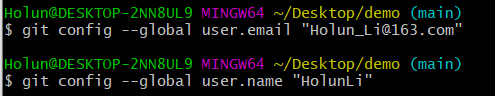 Holun@DESKTOP-2NN8UL9 MINGW64 ~/Desktop/demo (main)
$ git config --global user.email "Holun_Li@163.com"
Holun@DESKTOP-2NN8UL9 MINGW64 ~/Desktop/demo (main)
$ git config --global user.name "HolunLi"